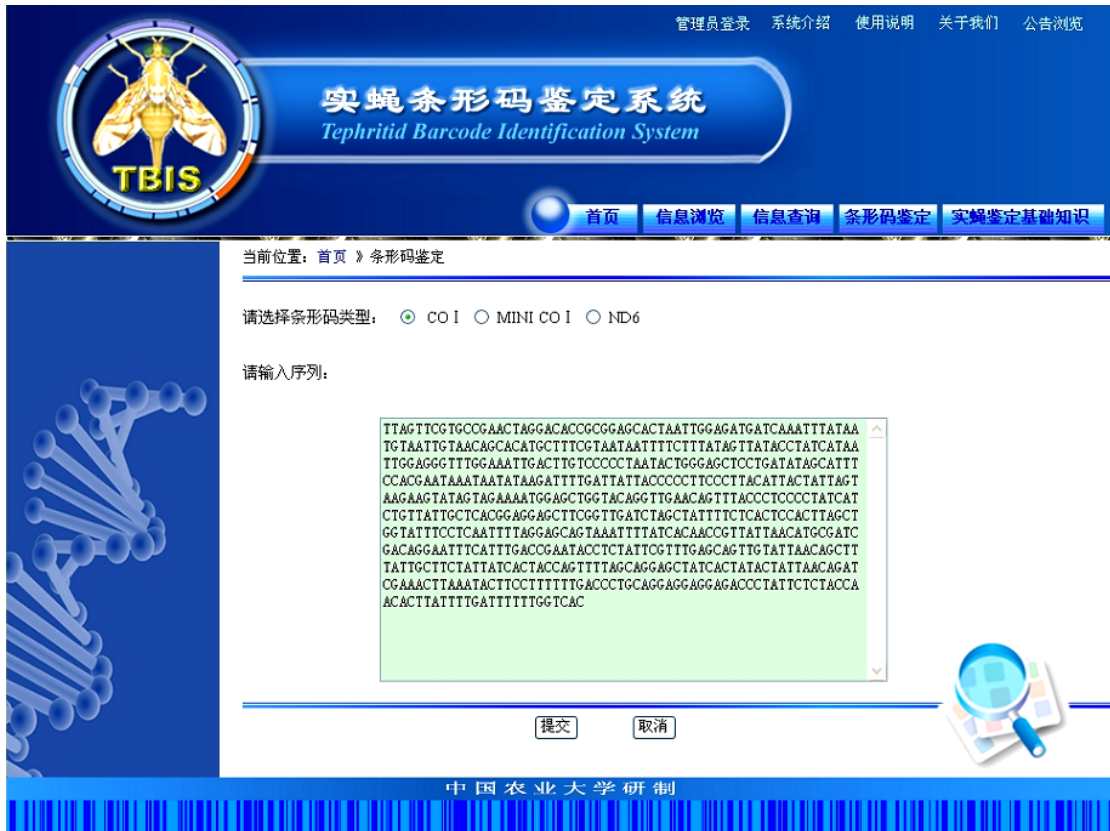 管理员登录 系统介绍 使用说明 关于我们 公告浏览
实蝇条形码鉴定系统
Tephritid Barcode Identification System
TBIS
首页 信息浏览 信息查询 条形码鉴定 实蝇鉴定基础知识
当前位置：首页 》条形码鉴定
请选择条形码类型： CO I MINI CO I ND6
请输入序列：
TTAGTTCGTGCCGAACTAGGACACCGCGGAGCACTAATTGGAGATGATCAAATTTATAA
TGTAATTGTAACAGCACATGCTTTCGTAATAATTTTCTTTATAGTTATACCTATCATAA
TTGGAGGGTTTGGAAATTGACTTGTCCCCCTAATACTGGGAGCTCCTGATATAGCATTT
CCACGAATAAATAATATAAGATTTTGATTATTACCCCCTTCCCTTACATTACTATTAGT
AAGAAGTATAGTAGAAAATGGAGCTGGTACAGGTTGAACAGTTTACCCTCCCCTATCAT
CTGTTATTGCTCACGGAGGAGCTTCGGTTGATCTAGCTATTTTCTCACTCCACTTAGCT
GGTATTTCCTCAATTTTAGGAGCAGTAAATTTTATCACAACCGTTATTAACATGCGATC
GACAGGAATTTCATTTGACCGAATACCTCTATTCGTTTGAGCAGTTGTATTAACAGCTT
TATTGCTTCTATTATCACTACCAGTTTTAGCAGGAGCTATCACTATACTATTAACAGAT
CGAAACTTAAATACTTCCTTTTTTGACCCTGCAGGAGGAGGAGACCCTATTCTCTACCA
ACACTTATTTTGATTTTTTGGTCAC
提交 取消
中国农业大学研制